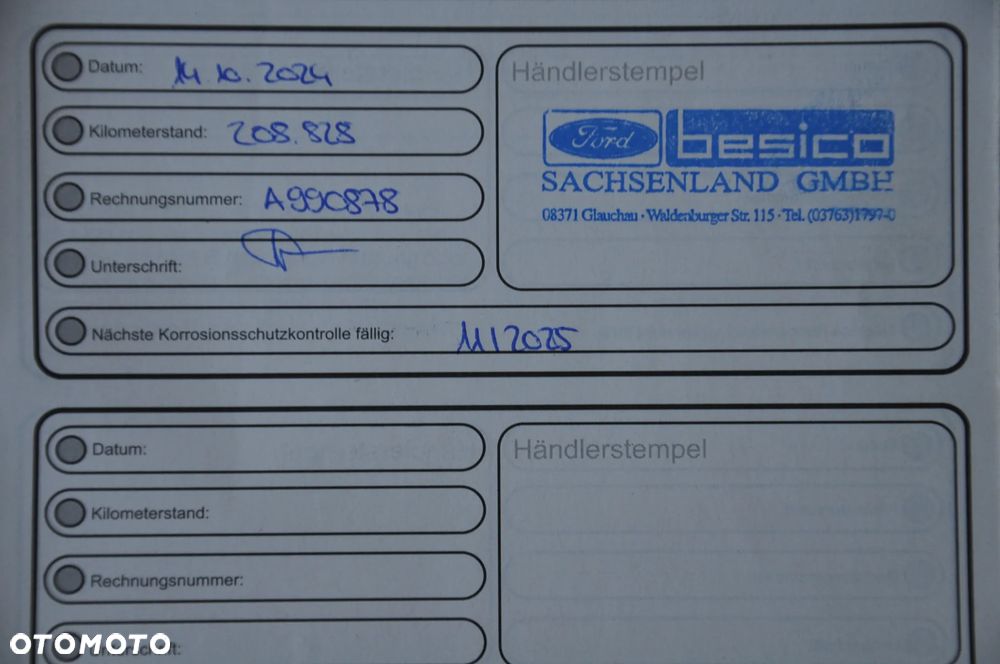 Datum: 14.10.2024
Kilometerstand: 208.828
Rechnungsnummer: A990878
Unterschrift:
Händlerstempel
Ford besico
SACHSENLAND GMBH
08371 Glauchau · Waldenburger Str. 115 · Tel. (03763)1797-0
Nächste Korrosionsschutzkontrolle fällig: 11/2025
Datum:
Kilometerstand:
Rechnungsnummer:
Unterschrift:
Händlerstempel
OTOMOTO